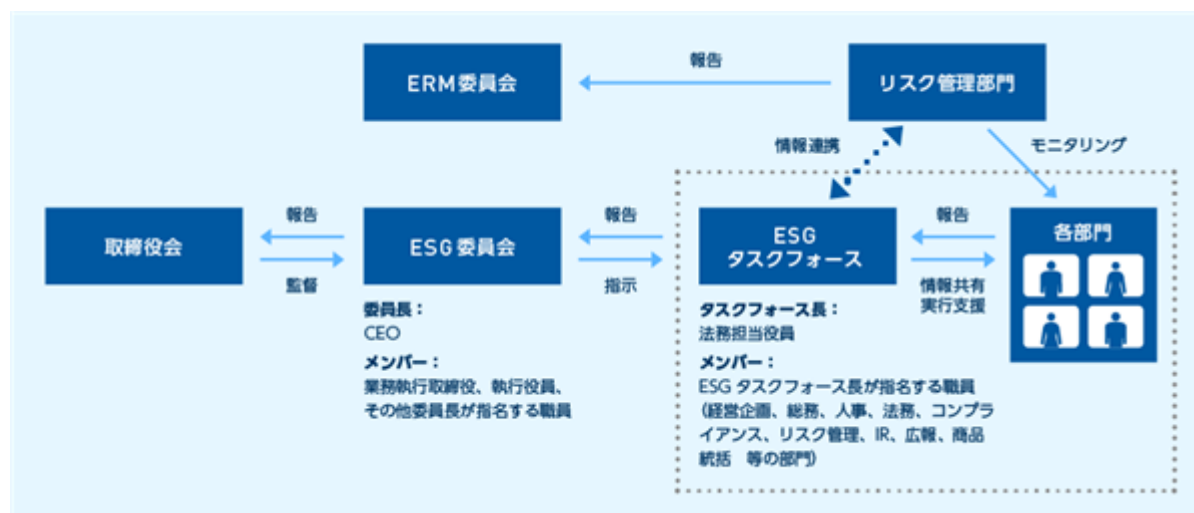 ERM委員会
報告
リスク管理部門
情報連携
モニタリング
取締役会
報告
監督
ESG委員会
報告
指示
ESG
タスクフォース
報告
情報共有
実行支援
各部門
委員長：
CEO
メンバー：
業務執行取締役、執行役員、
その他委員長が指名する職員
タスクフォース長：
法務担当役員
メンバー：
ESG タスクフォース長が指名する職員
（経営企画、総務、人事、法務、コンプラ
イアンス、リスク管理、IR、広報、商品
統括　等の部門）